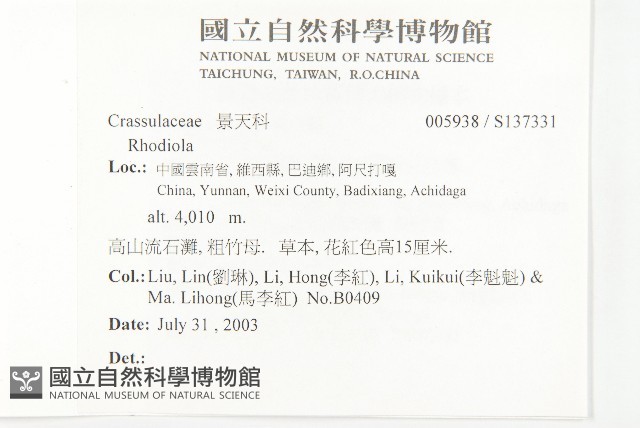 國立自然科學博物館
NATIONAL MUSEUM OF NATURAL SCIENCE
TAICHUNG, TAIWAN, R.O.CHINA
Crassulaceae 景天科 005938 / S137331
Rhodiola
Loc.: 中國雲南省, 維西縣, 巴迪鄉, 阿尺打嘎
China, Yunnan, Weixi County, Badixiang, Achidaga
alt. 4,010 m.
高山流石灘, 粗竹母. 草本, 花紅色高15厘米.
Col.: Liu, Lin(劉琳), Li, Hong(李紅), Li, Kuikui(李魁魁) &
Ma. Lihong(馬李紅) No.B0409
Date: July 31 , 2003
Det.:
國立自然科學博物館
NATIONAL MUSEUM OF NATURAL SCIENCE